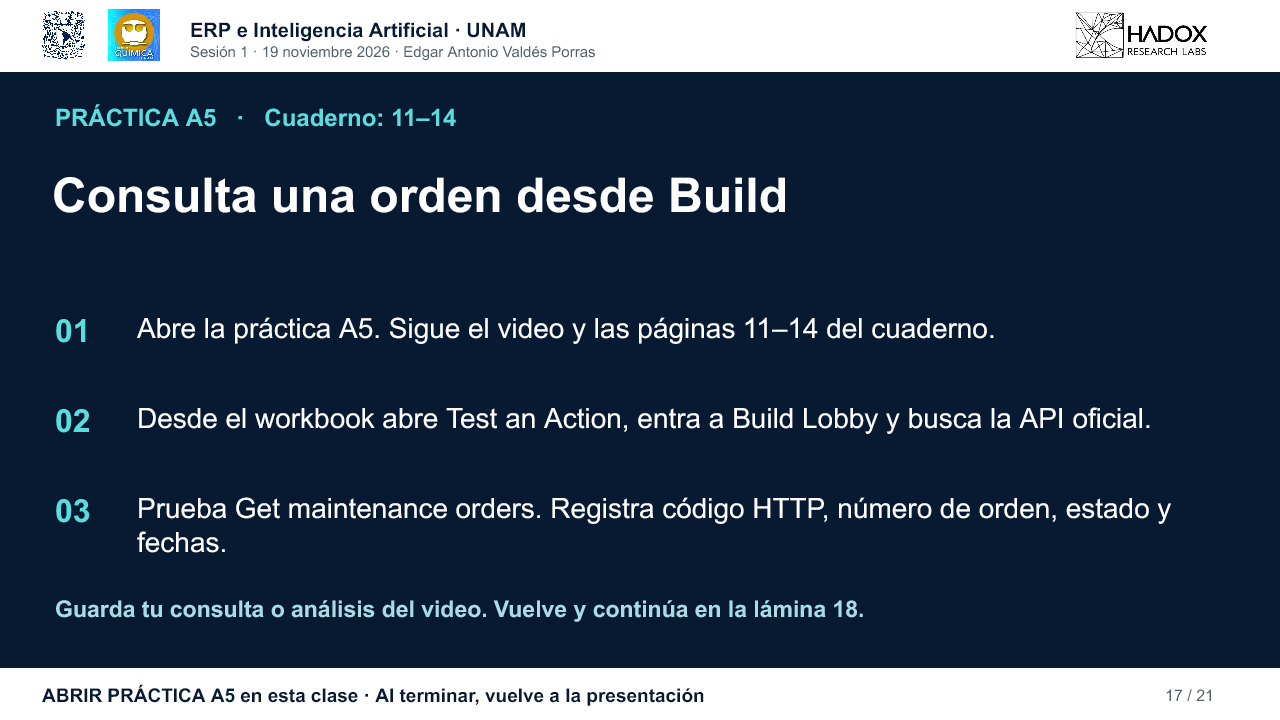 ERP e Inteligencia Artificial · UNAM
Sesión 1 · 19 noviembre 2026 · Edgar Antonio Valdés Porras
QUÍMICA
HADOX
RESEARCH LABS
PRÁCTICA A5 · Cuaderno: 11–14
Consulta una orden desde Build
01 Abre la práctica A5. Sigue el video y las páginas 11–14 del cuaderno.
02 Desde el workbook abre Test an Action, entra a Build Lobby y busca la API oficial.
03 Prueba Get maintenance orders. Registra código HTTP, número de orden, estado y
fechas.
Guarda tu consulta o análisis del video. Vuelve y continúa en la lámina 18.
ABRIR PRÁCTICA A5 en esta clase · Al terminar, vuelve a la presentación
17 / 21